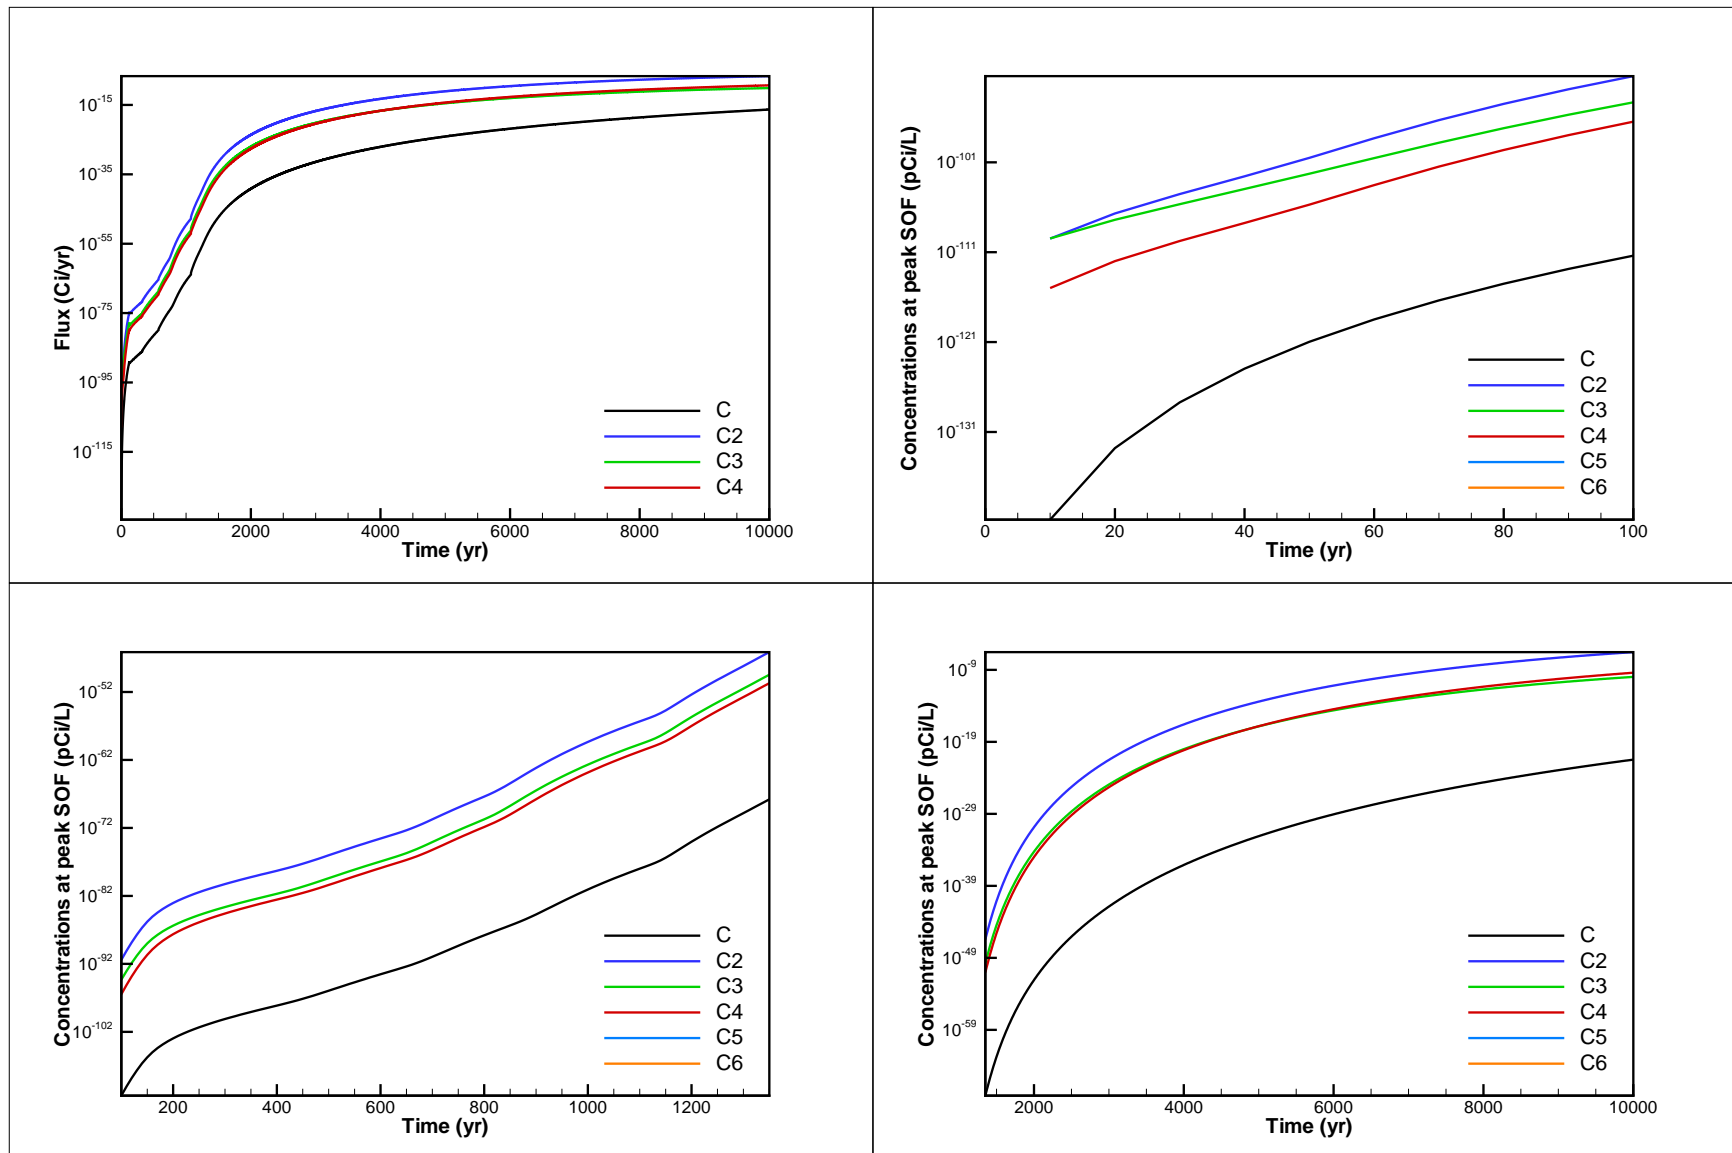 Flux (Ci/yr)
10^-15
10^-35
10^-55
10^-75
10^-95
10^-115
C
C2
C3
C4
0 2000 4000 6000 8000 10000
Time (yr)
Concentrations at peak SOF (pCi/L)
10^-101
10^-111
10^-121
10^-131
C
C2
C3
C4
C5
C6
0 20 40 60 80 100
Time (yr)
Concentrations at peak SOF (pCi/L)
10^-52
10^-62
10^-72
10^-82
10^-92
10^-102
C
C2
C3
C4
C5
C6
200 400 600 800 1000 1200
Time (yr)
Concentrations at peak SOF (pCi/L)
10^-9
10^-19
10^-29
10^-39
10^-49
10^-59
C
C2
C3
C4
C5
C6
2000 4000 6000 8000 10000
Time (yr)